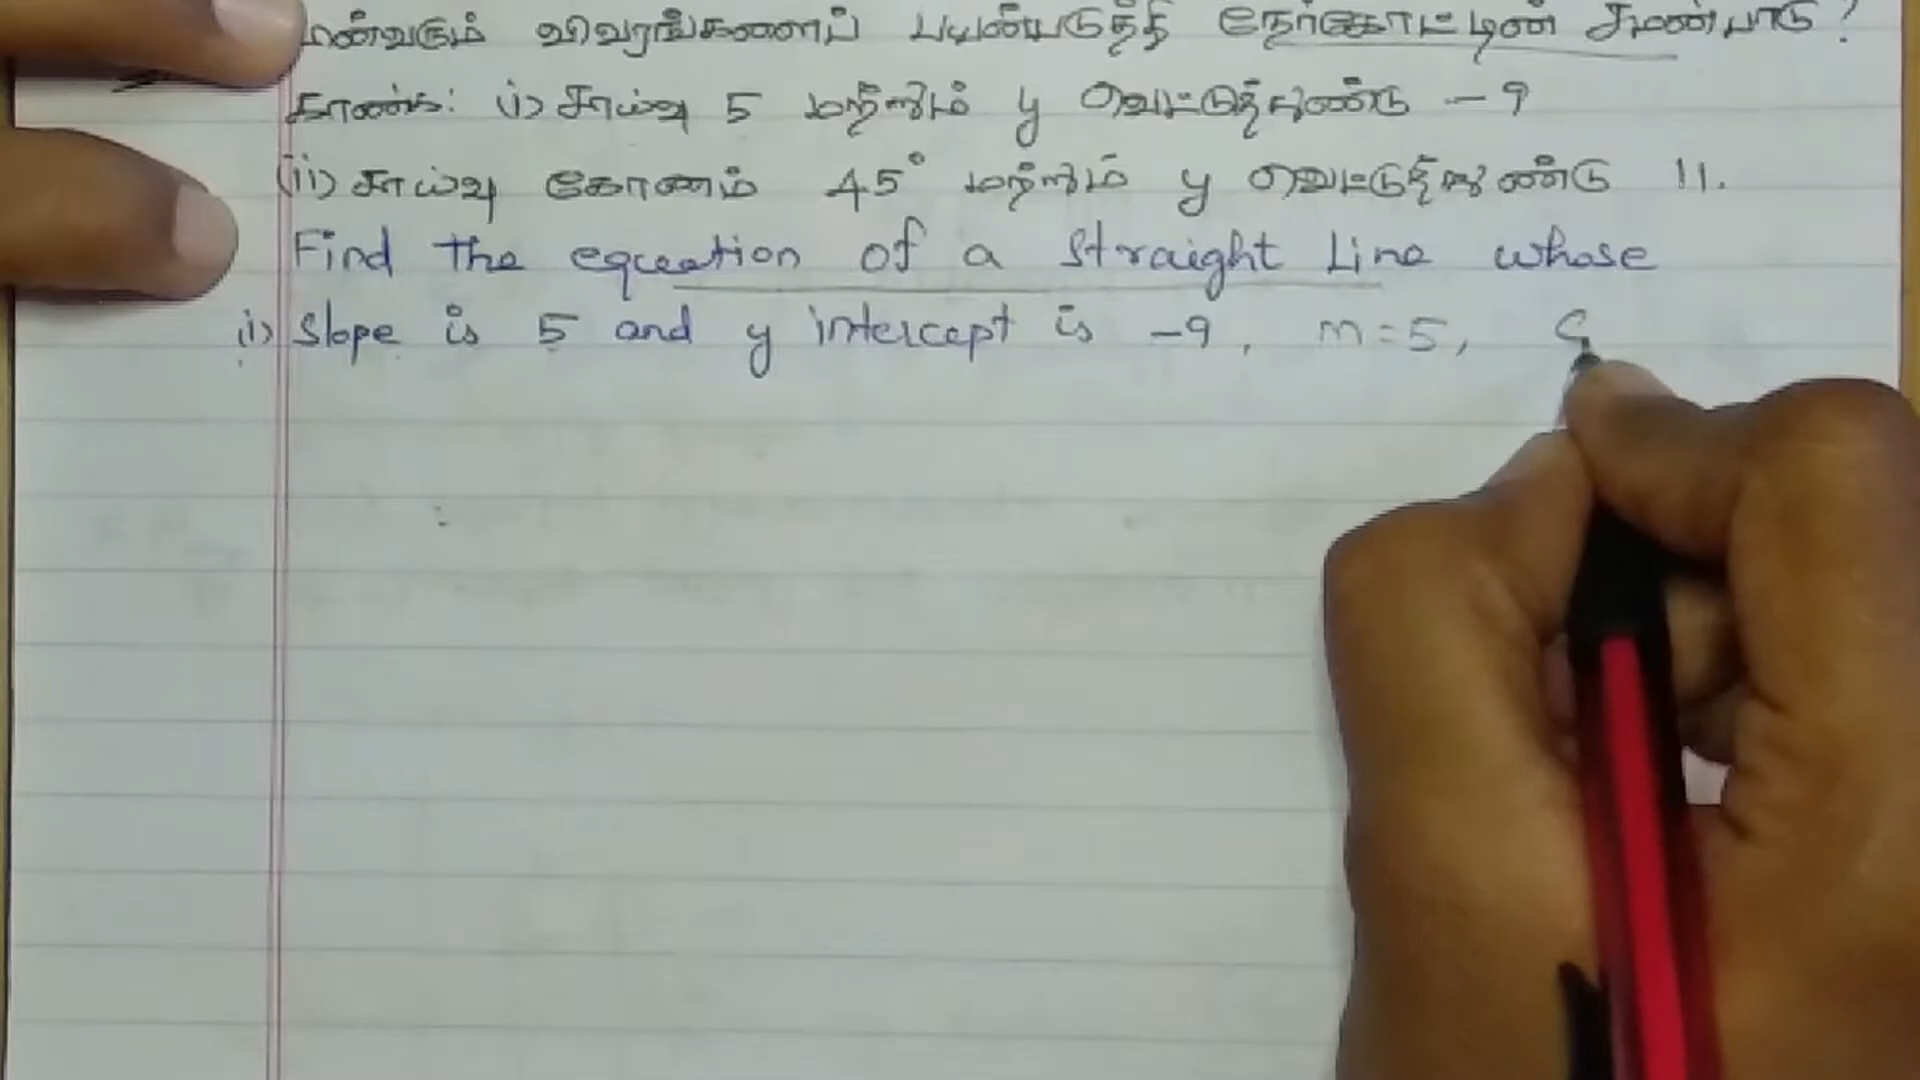 பின்வரும் விவரங்களைப் பயன்படுத்தி நேர்கோட்டின் சமன்பாடு?
காண்க: (i) சாய்வு 5 மற்றும் y வெட்டுத்துண்டு -9
(ii) சாய்வு கோணம் 45° மற்றும் y வெட்டுத்துண்டு 11.
Find the equation of a straight Line whose
(i) Slope is 5 and y intercept is -9, m=5, C